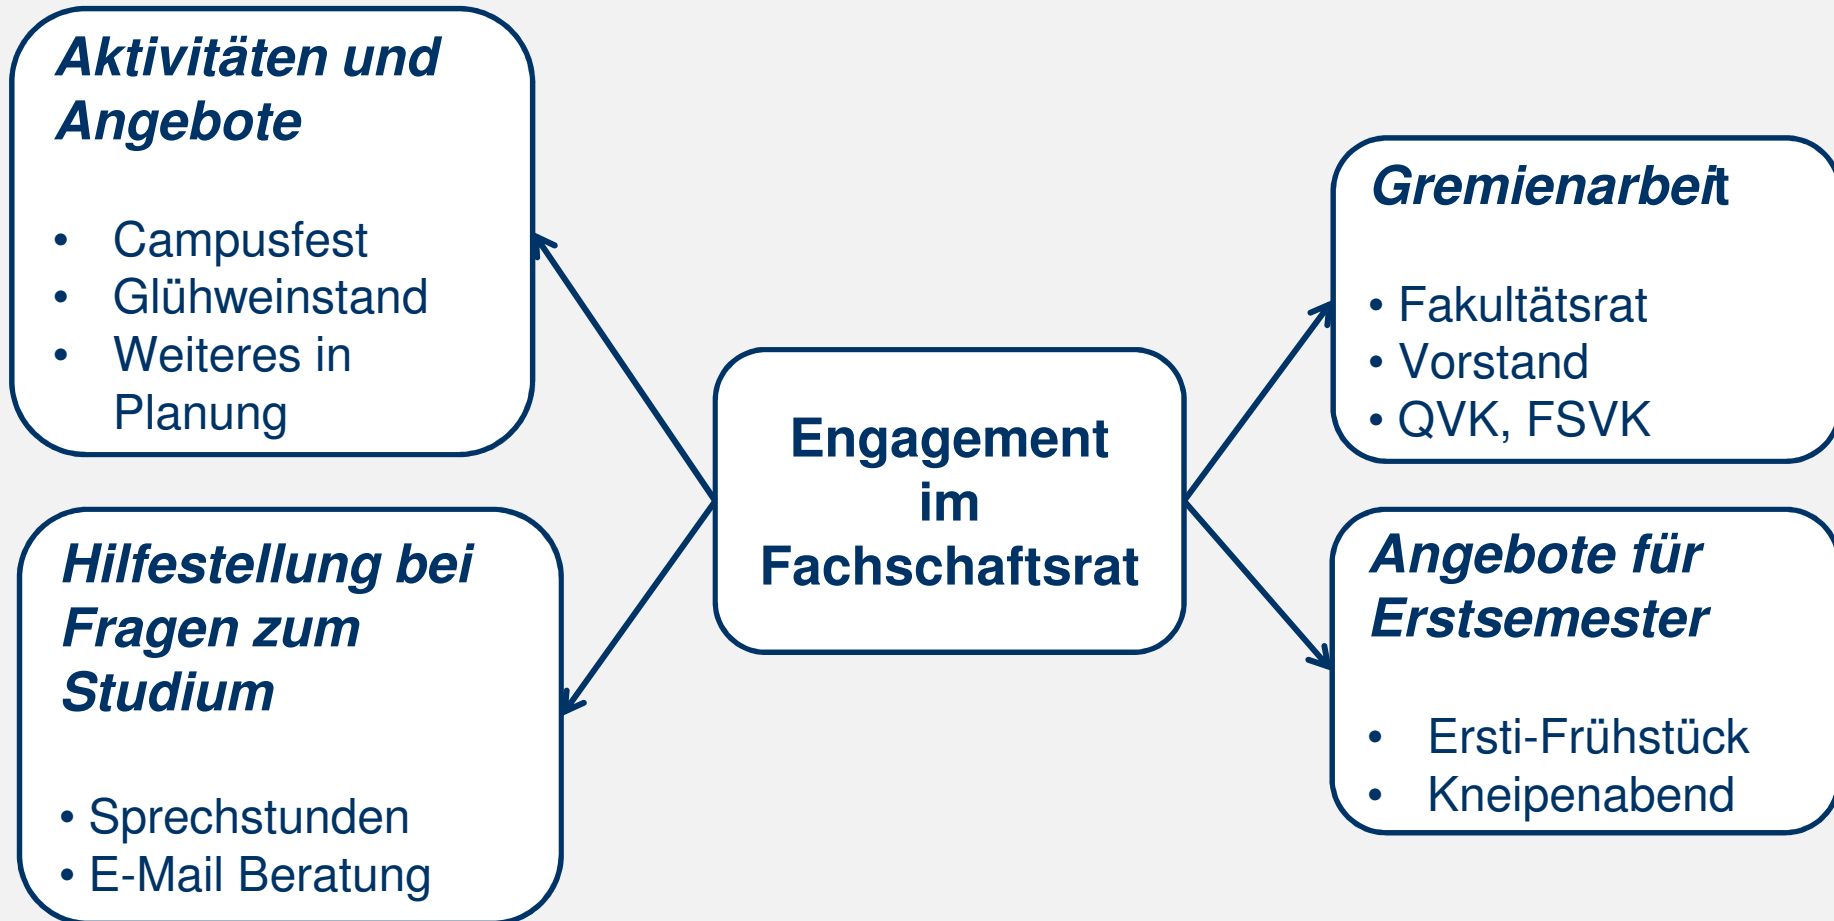 Aktivitäten und
Angebote
• Campusfest
• Glühweinstand
• Weiteres in
Planung
Hilfestellung bei
Fragen zum
Studium
• Sprechstunden
• E-Mail Beratung
Engagement
im
Fachschaftsrat
Gremienarbeit
• Fakultätsrat
• Vorstand
• QVK, FSVK
Angebote für
Erstsemester
• Ersti-Frühstück
• Kneipenabend